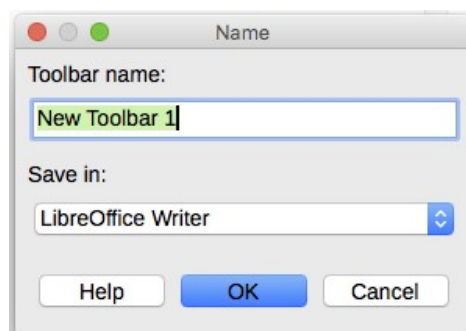 Name
Toolbar name:
New Toolbar 1
Save in:
LibreOffice Writer
Help OK Cancel